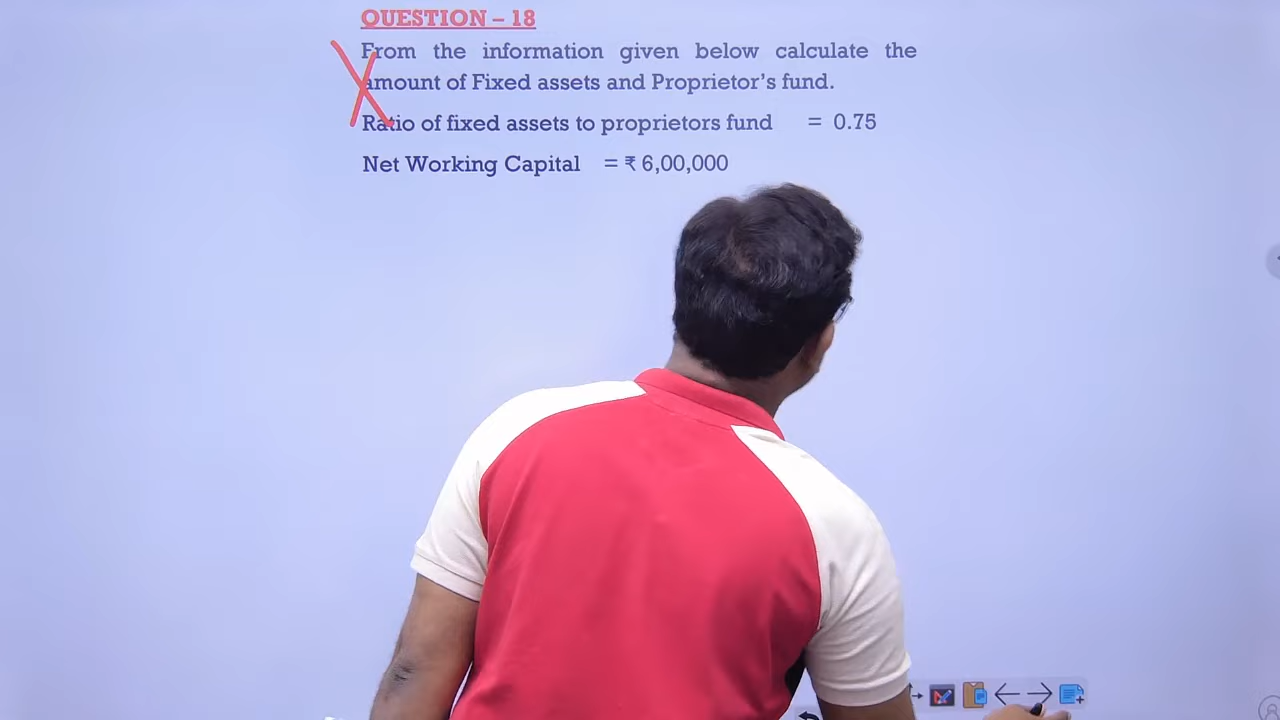 QUESTION – 18
From the information given below calculate the
amount of Fixed assets and Proprietor's fund.
Ratio of fixed assets to proprietors fund = 0.75
Net Working Capital = ₹ 6,00,000